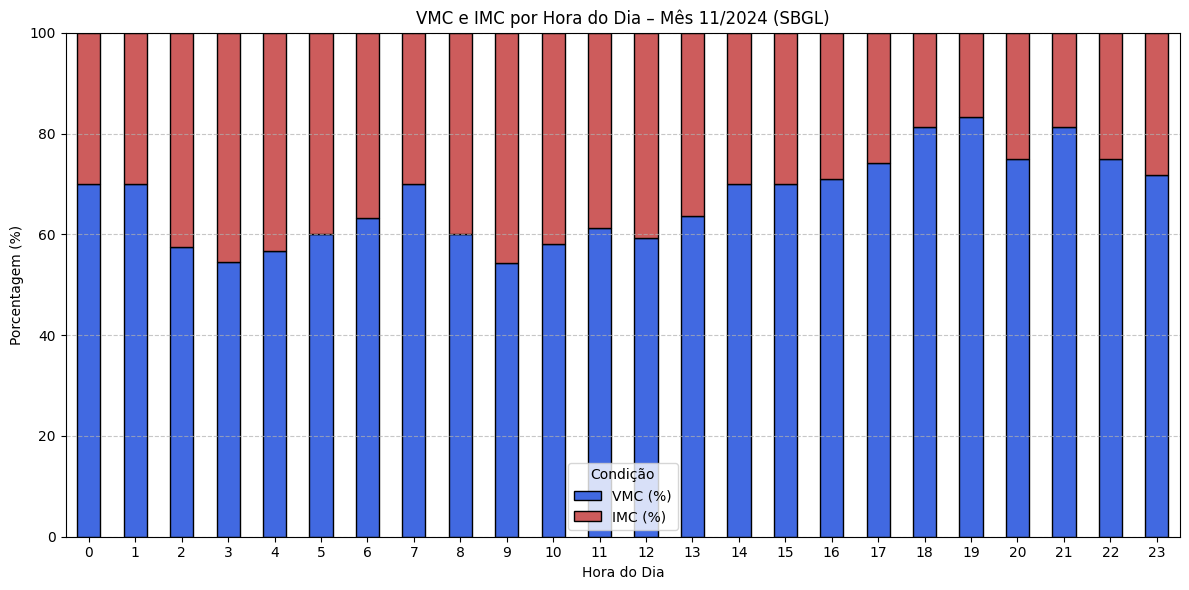 VMC e IMC por Hora do Dia – Mês 11/2024 (SBGL)
Porcentagem (%)
100
80
60
40
20
0
Condição
VMC (%)
IMC (%)
0 1 2 3 4 5 6 7 8 9 10 11 12 13 14 15 16 17 18 19 20 21 22 23
Hora do Dia